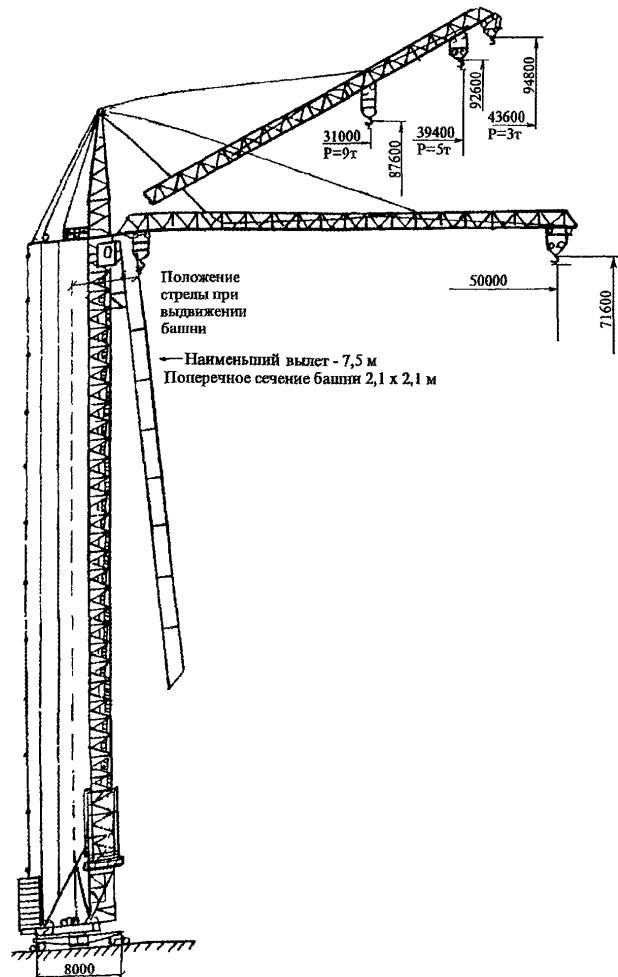 94800
92600
43600
P=3т
39400
P=5т
31000
P=9т
87600
Положение
стрелы при
выдвижении
башни
50000
71600
Наименьший вылет - 7,5 м
Поперечное сечение башни 2,1 х 2,1 м
8000